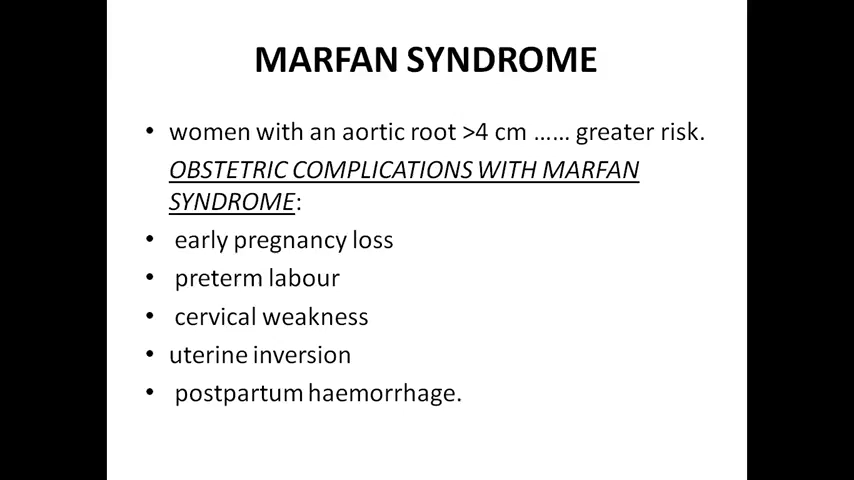 MARFAN SYNDROME
• women with an aortic root >4 cm …… greater risk.
OBSTETRIC COMPLICATIONS WITH MARFAN
SYNDROME:
• early pregnancy loss
• preterm labour
• cervical weakness
• uterine inversion
• postpartum haemorrhage.